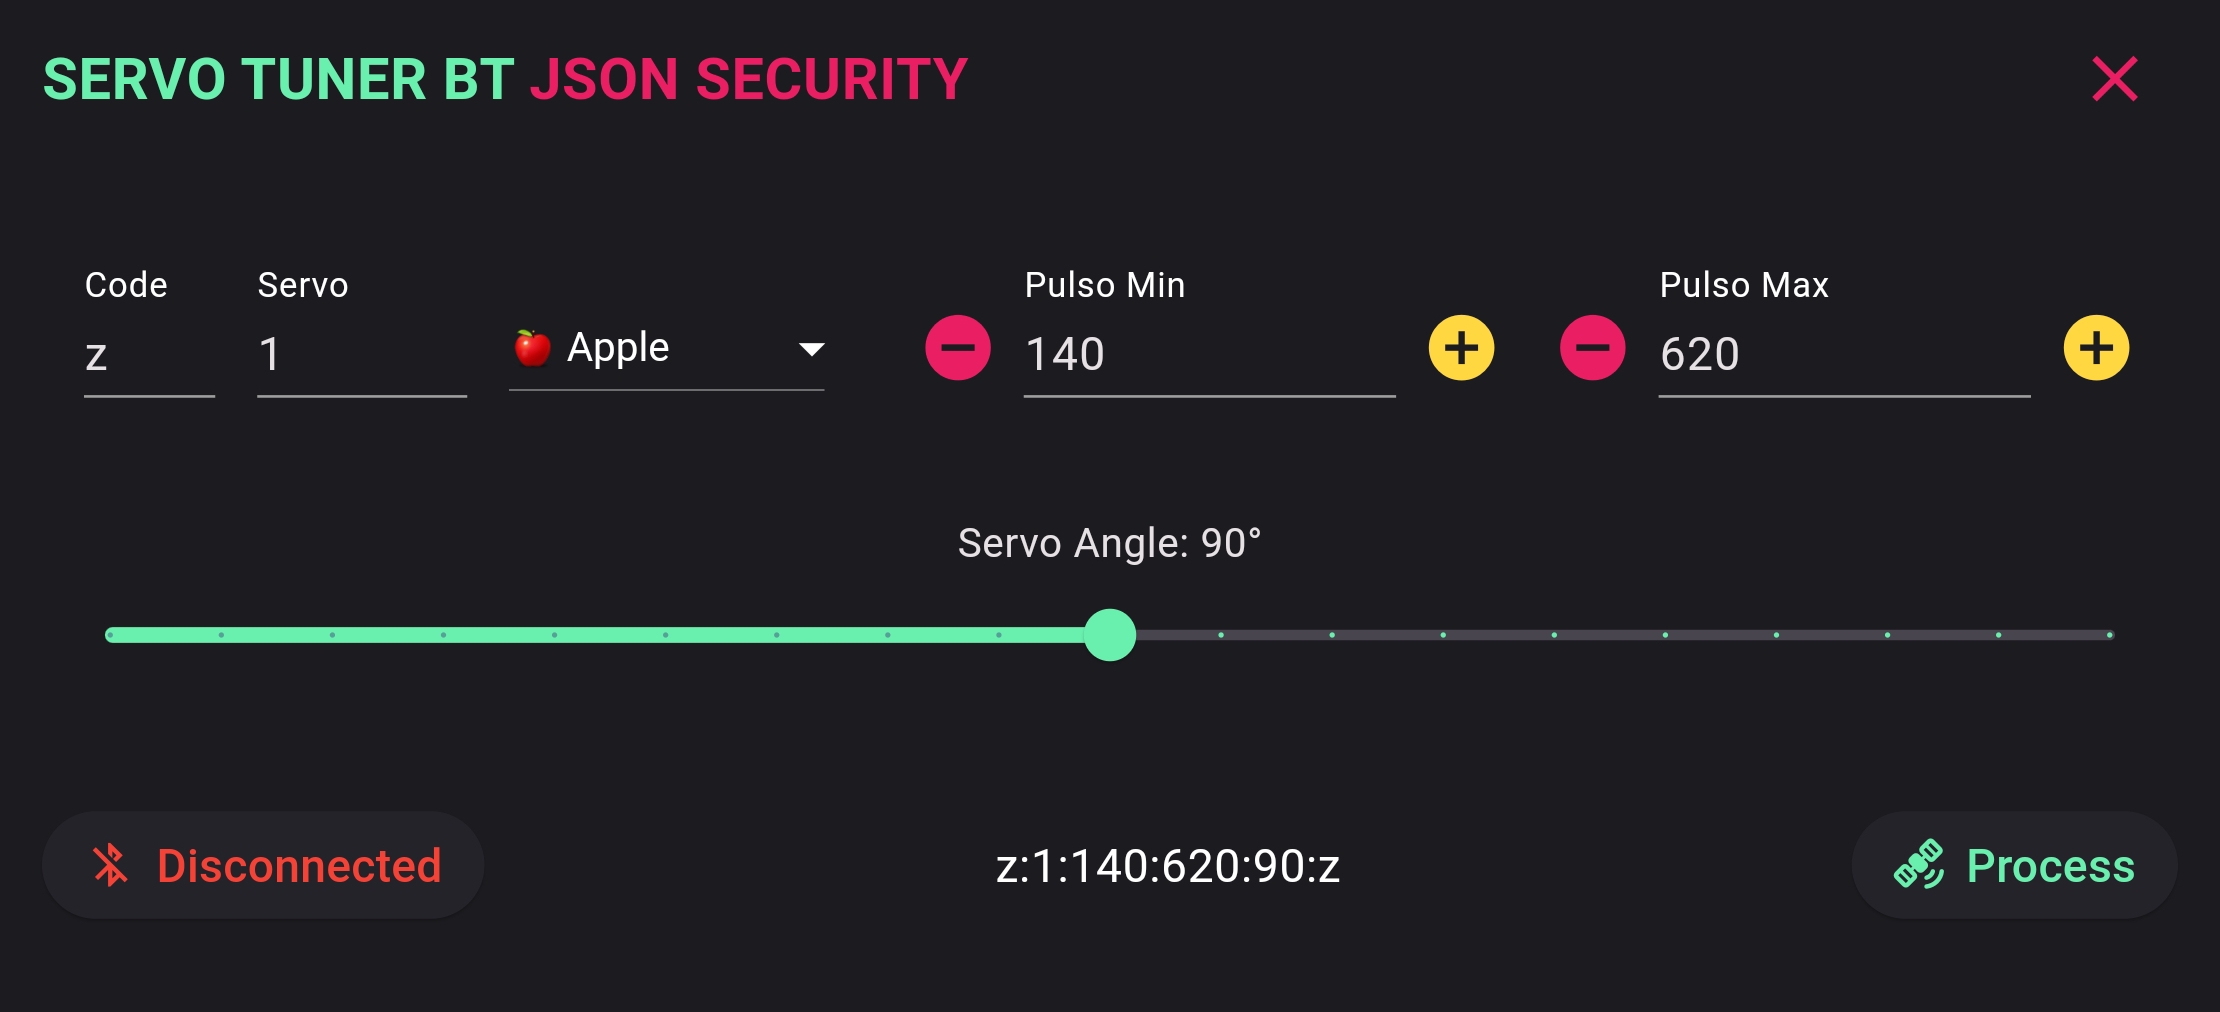 SERVO TUNER BT JSON SECURITY
Code Servo Pulso Min Pulso Max
z 1 Apple 140 620
Servo Angle: 90°
Disconnected z:1:140:620:90:z Process